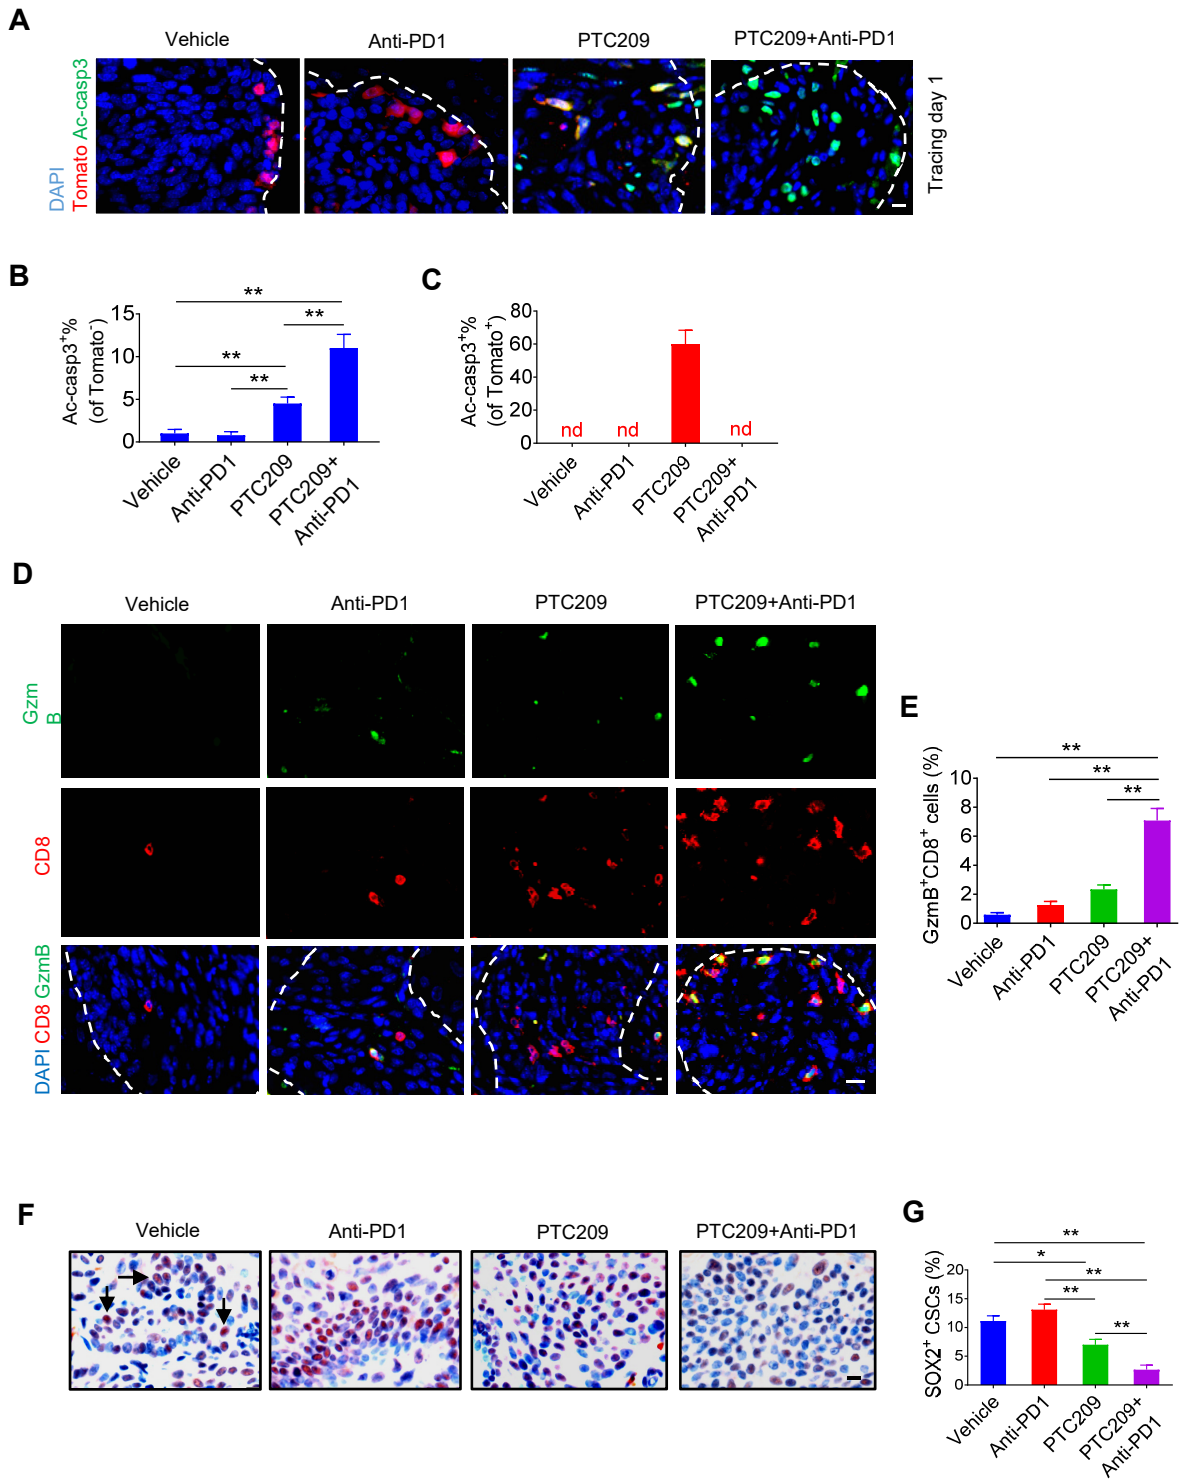 A
Vehicle
Anti-PD1
PTC209
PTC209+Anti-PD1
DAPI
Tomato Ac-casp3
Tracing day 1
B
Ac-casp3⁺%
(of Tomato⁻)
15
10
5
0
**
**
**
**
Vehicle
Anti-PD1
PTC209
PTC209+
Anti-PD1
C
Ac-casp3⁺%
(of Tomato⁺)
80
60
40
20
0
nd
nd
nd
Vehicle
Anti-PD1
PTC209
PTC209+
Anti-PD1
D
Vehicle
Anti-PD1
PTC209
PTC209+Anti-PD1
Gzm
B
CD8
DAPI CD8 GzmB
E
GzmB⁺CD8⁺ cells (%)
10
8
6
4
2
0
**
**
**
Vehicle
Anti-PD1
PTC209
PTC209+
Anti-PD1
F
Vehicle
Anti-PD1
PTC209
PTC209+Anti-PD1
G
SOX2⁺ CSCs (%)
20
15
10
5
0
**
*
**
**
**
Vehicle
Anti-PD1
PTC209
PTC209+
Anti-PD1